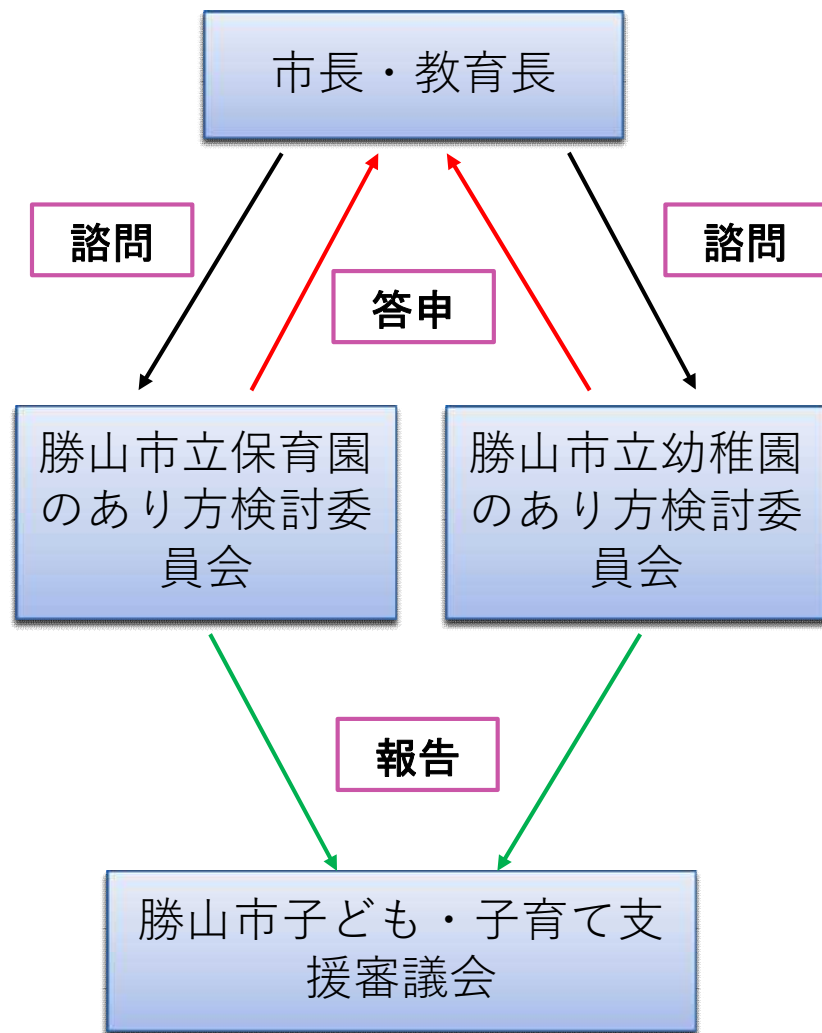 市長・教育長
諮問
諮問
答申
勝山市立保育園
のあり方検討委
員会
勝山市立幼稚園
のあり方検討委
員会
報告
勝山市子ども・子育て支
援審議会